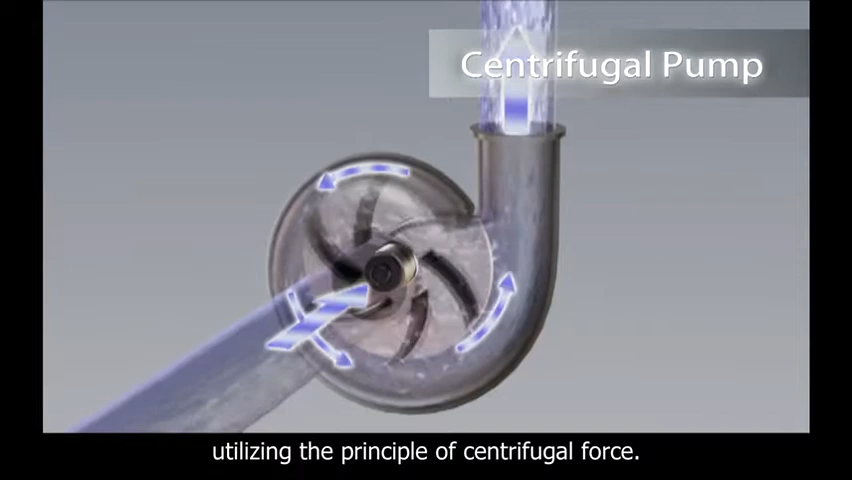 Centrifugal Pump
utilizing the principle of centrifugal force.